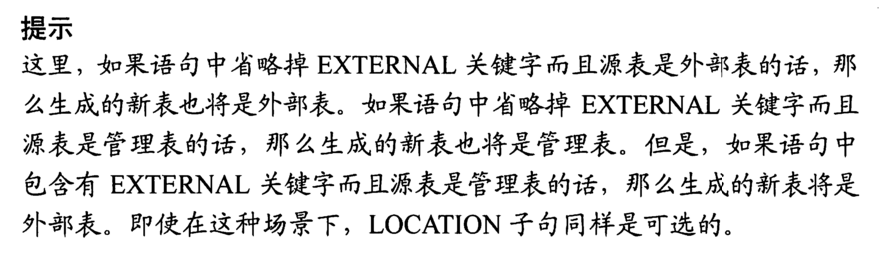 提示
这里，如果语句中省略掉 EXTERNAL 关键字而且源表是外部表的话，那
么生成的新表也将是外部表。如果语句中省略掉 EXTERNAL 关键字而且
源表是管理表的话，那么生成的新表也将是管理表。但是，如果语句中
包含有 EXTERNAL 关键字而且源表是管理表的话，那么生成的新表将是
外部表。即使在这种场景下，LOCATION 子句同样是可选的。